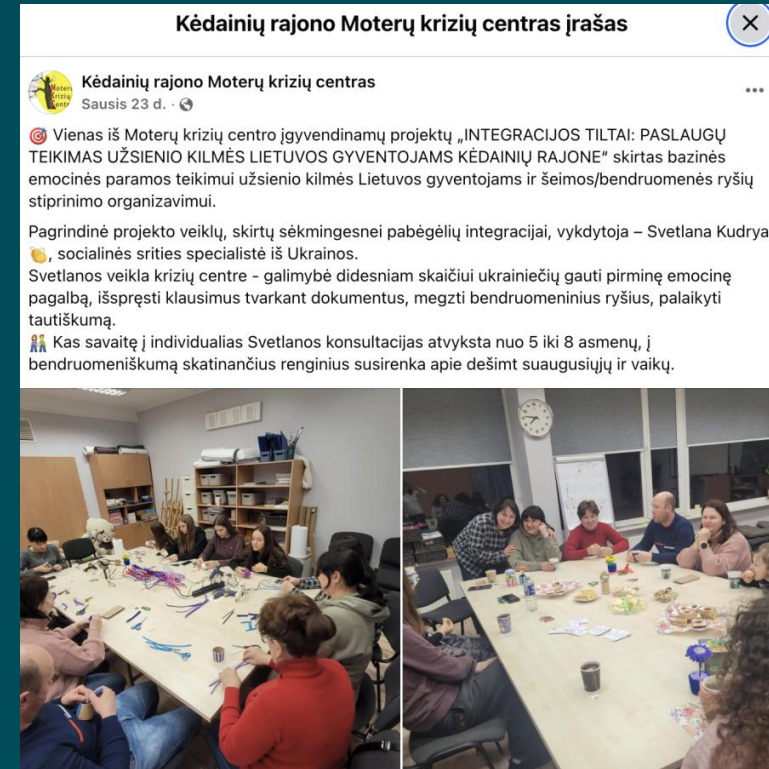 Kėdainių rajono Moterų krizių centras įrašas
Kėdainių rajono Moterų krizių centras
Sausis 23 d. ·
🎯 Vienas iš Moterų krizių centro įgyvendinamų projektų „INTEGRACIJOS TILTAI: PASLAUGŲ
TEIKIMAS UŽSIENIO KILMĖS LIETUVOS GYVENTOJAMS KĖDAINIŲ RAJONE“ skirtas bazinės
emocinės paramos teikimui užsienio kilmės Lietuvos gyventojams ir šeimos/bendruomenės ryšių
stiprinimo organizavimui.
Pagrindinė projekto veiklų, skirtų sėkmingesnei pabėgėlių integracijai, vykdytoja – Svetlana Kudrya
👏, socialinės srities specialistė iš Ukrainos.
Svetlanos veikla krizių centre - galimybė didesniam skaičiui ukrainiečių gauti pirminę emocinę
pagalbą, išspręsti klausimus tvarkant dokumentus, megzti bendruomeninius ryšius, palaikyti
tautiškumą.
👫 Kas savaitę į individualias Svetlanos konsultacijas atvyksta nuo 5 iki 8 asmenų, į
bendruomeniškumą skatinančius renginius susirenka apie dešimt suaugusiųjų ir vaikų.